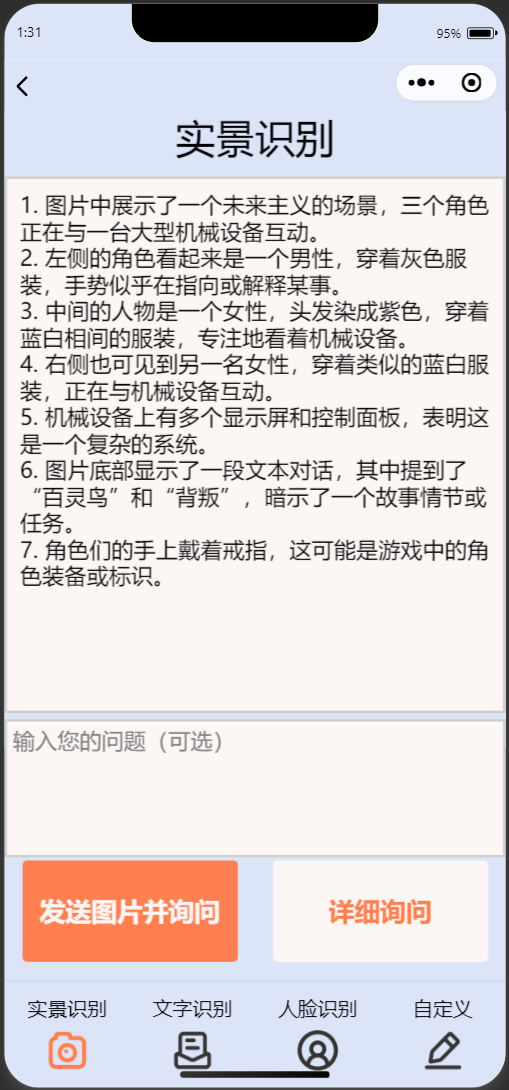 1:31
95%
实景识别
1. 图片中展示了一个未来主义的场景，三个角色
正在与一台大型机械设备互动。
2. 左侧的角色看起来是一个男性，穿着灰色服
装，手势似乎在指向或解释某事。
3. 中间的人物是一个女性，头发染成紫色，穿着
蓝白相间的服装，专注地看着机械设备。
4. 右侧也可见到另一名女性，穿着类似的蓝白服
装，正在与机械设备互动。
5. 机械设备上有多个显示屏和控制面板，表明这
是一个复杂的系统。
6. 图片底部显示了一段文本对话，其中提到了
“百灵鸟”和“背叛”，暗示了一个故事情节或
任务。
7. 角色们的手上戴着戒指，这可能是游戏中的角
色装备或标识。
输入您的问题（可选）
发送图片并询问
详细询问
实景识别 文字识别 人脸识别 自定义